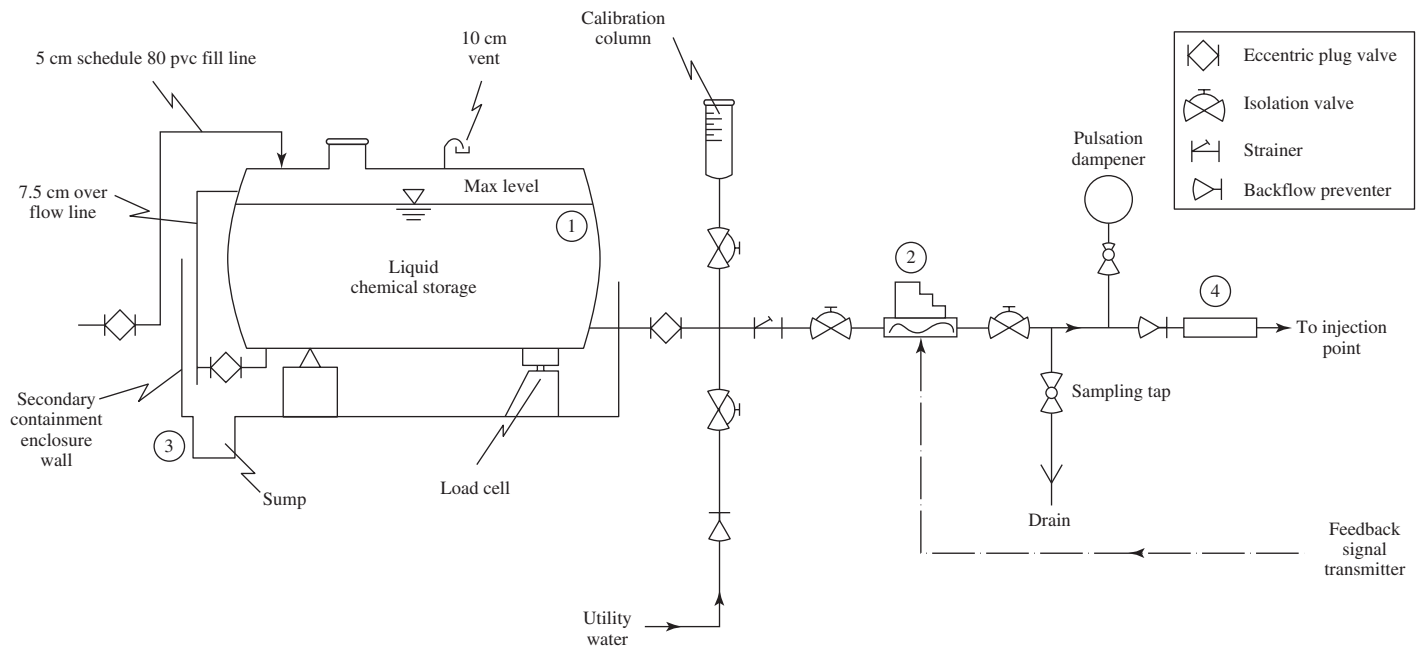 Calibration
column
10 cm
vent
5 cm schedule 80 pvc fill line
Eccentric plug valve
Isolation valve
Strainer
Backflow preventer
Pulsation
dampener
7.5 cm over
flow line
Max level
1
Liquid
chemical storage
2
4
To injection
point
Secondary
containment
enclosure
wall
3
Sump
Load cell
Sampling tap
Drain
Feedback
signal
transmitter
Utility
water